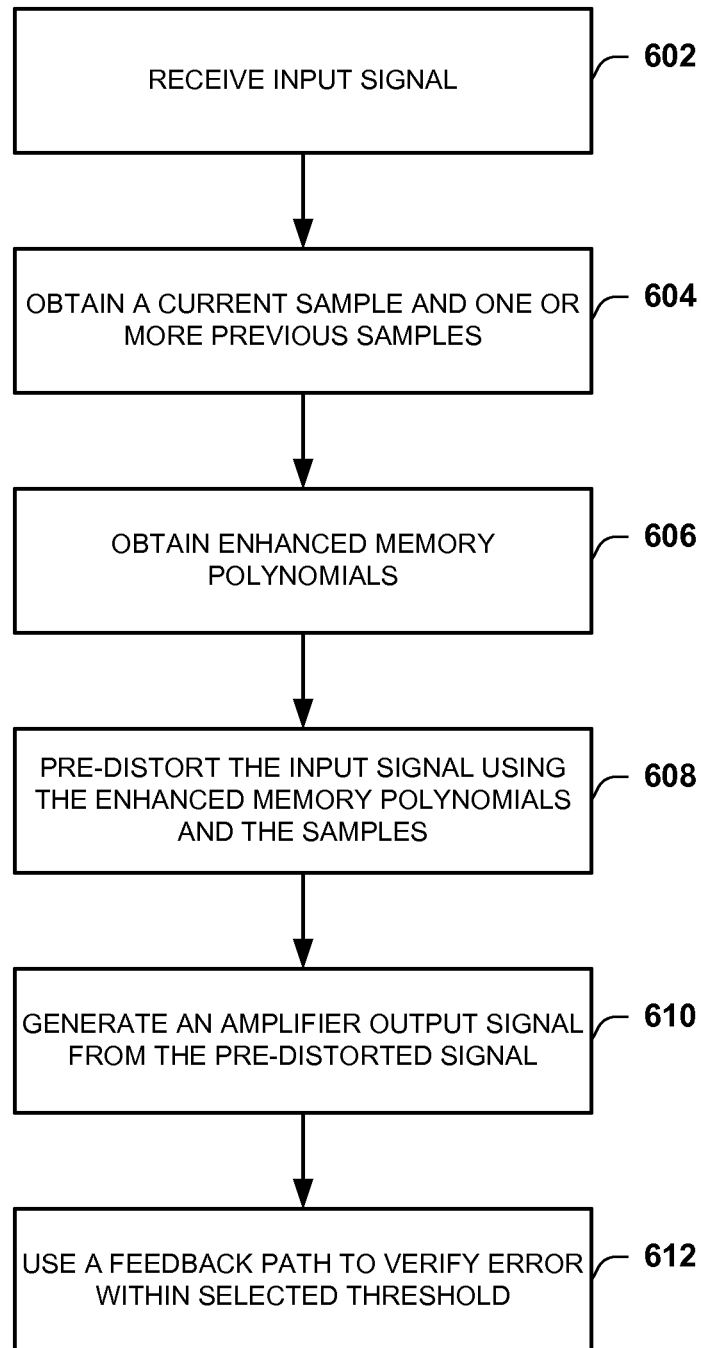 RECEIVE INPUT SIGNAL
602
OBTAIN A CURRENT SAMPLE AND ONE OR
MORE PREVIOUS SAMPLES
604
OBTAIN ENHANCED MEMORY
POLYNOMIALS
606
PRE-DISTORT THE INPUT SIGNAL USING
THE ENHANCED MEMORY POLYNOMIALS
AND THE SAMPLES
608
GENERATE AN AMPLIFIER OUTPUT SIGNAL
FROM THE PRE-DISTORTED SIGNAL
610
USE A FEEDBACK PATH TO VERIFY ERROR
WITHIN SELECTED THRESHOLD
612